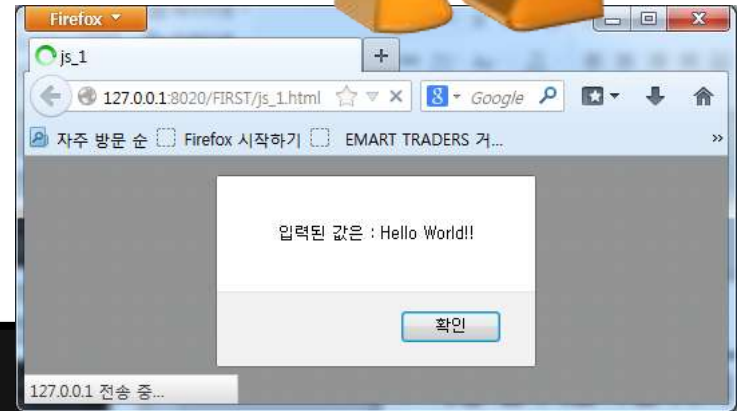 Firefox
js_1
127.0.0.1:8020/FIRST/js_1.html
Google
자주 방문 순
Firefox 시작하기
EMART TRADERS 거...
입력된 값은 : Hello World!!
확인
127.0.0.1 전송 중...